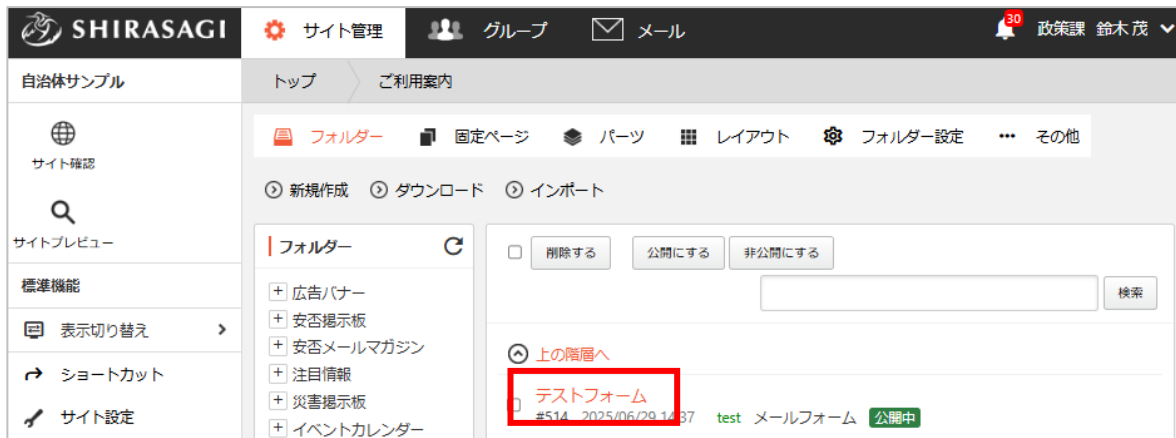 SHIRASAGI サイト管理 グループ メール 30 政策課 鈴木 茂
自治体サンプル トップ ご利用案内
サイト確認
フォルダー 固定ページ パーツ レイアウト フォルダー設定 ••• その他
新規作成 ダウンロード インポート
サイトプレビュー
フォルダー
削除する 公開にする 非公開にする
検索
標準機能
表示切り替え
ショートカット
サイト設定
+ 広告バナー
+ 安否掲示板
+ 安否メールマガジン
+ 注目情報
+ 災害掲示板
+ イベントカレンダー
上の階層へ
テストフォーム
#514 2025/06/29 14:37 test メールフォーム 公開中